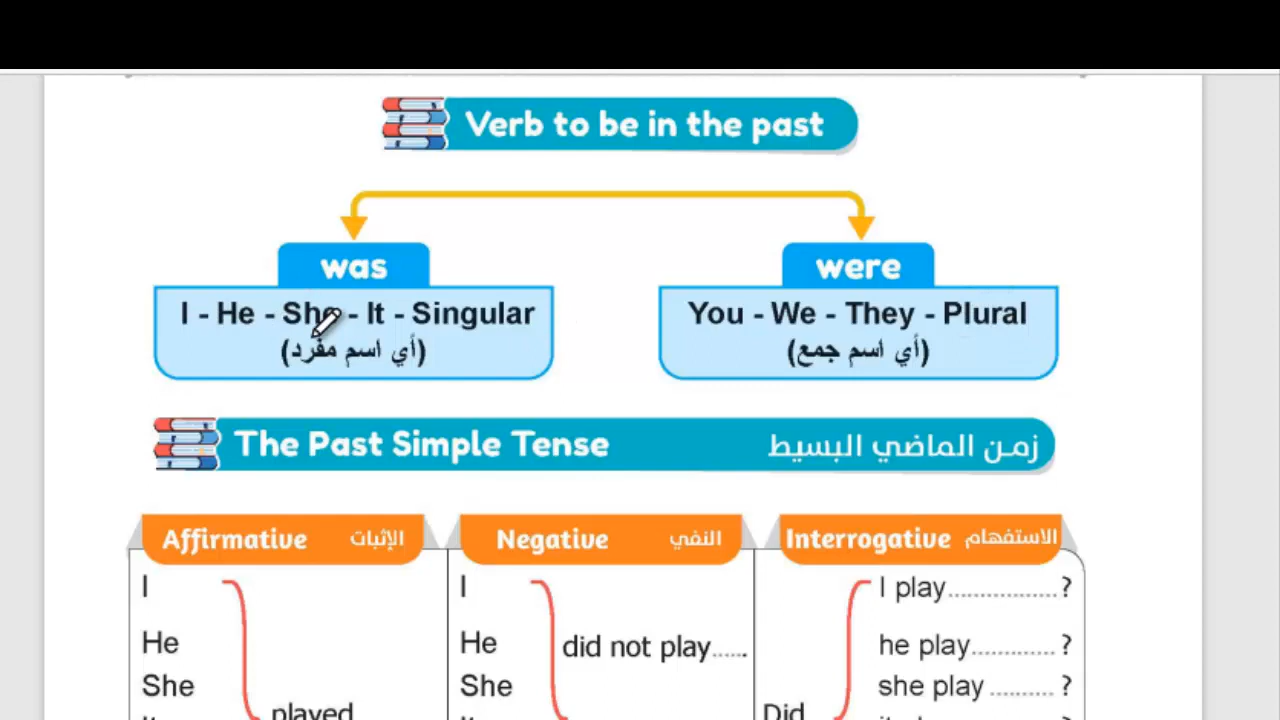 Verb to be in the past
was
I - He - She - It - Singular
(أي اسم مفرد)
were
You - We - They - Plural
(أي اسم جمع)
The Past Simple Tense زمـن الماضي البسيط
Affirmative الإثبات
I
He
She
played
Negative النفي
I
He
She
did not play......
Interrogative الاستفهام
Did
I play.................?
he play.............?
she play ..........?